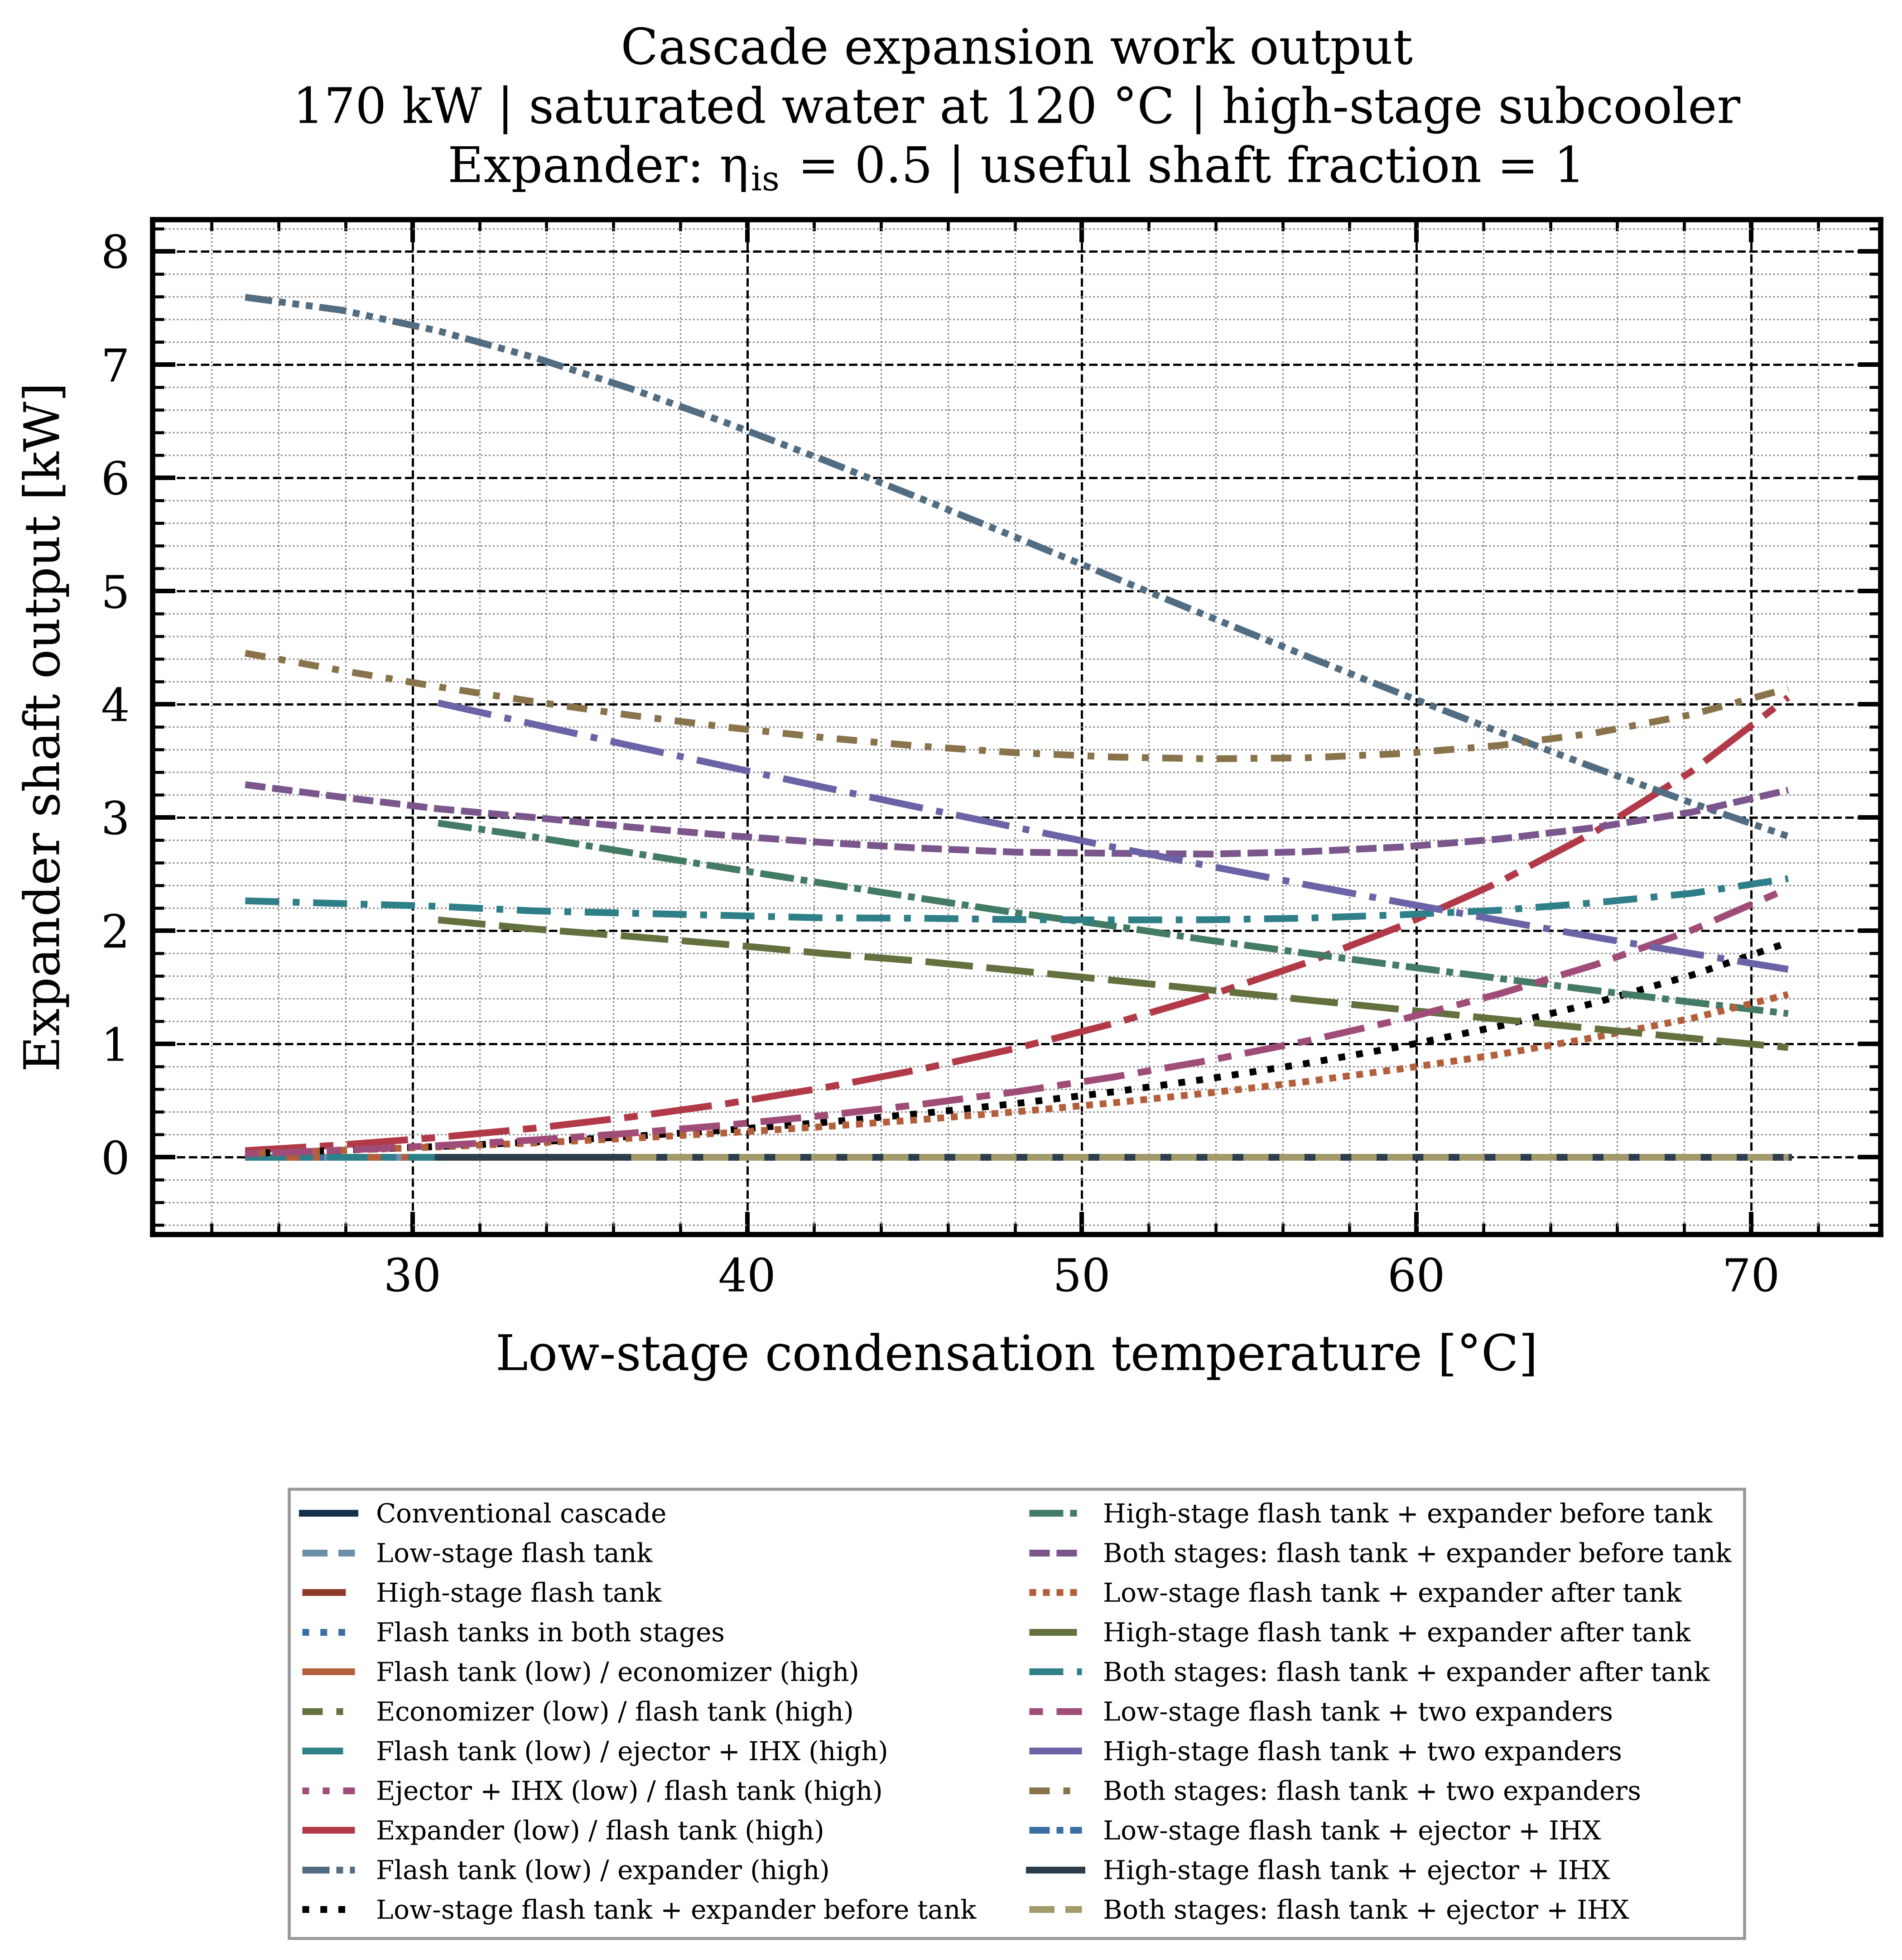 Cascade expansion work output
170 kW | saturated water at 120 °C | high-stage subcooler
Expander: ηis = 0.5 | useful shaft fraction = 1
Expander shaft output [kW]
8
7
6
5
4
3
2
1
0
30 40 50 60 70
Low-stage condensation temperature [°C]
Conventional cascade
Low-stage flash tank
High-stage flash tank
Flash tanks in both stages
Flash tank (low) / economizer (high)
Economizer (low) / flash tank (high)
Flash tank (low) / ejector + IHX (high)
Ejector + IHX (low) / flash tank (high)
Expander (low) / flash tank (high)
Flash tank (low) / expander (high)
Low-stage flash tank + expander before tank
High-stage flash tank + expander before tank
Both stages: flash tank + expander before tank
Low-stage flash tank + expander after tank
High-stage flash tank + expander after tank
Both stages: flash tank + expander after tank
Low-stage flash tank + two expanders
High-stage flash tank + two expanders
Both stages: flash tank + two expanders
Low-stage flash tank + ejector + IHX
High-stage flash tank + ejector + IHX
Both stages: flash tank + ejector + IHX